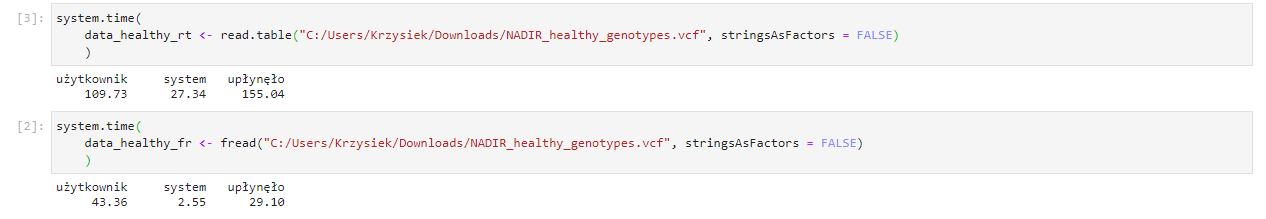 [3]: system.time(
data_healthy_rt <- read.table("C:/Users/Krzysiek/Downloads/NADIR_healthy_genotypes.vcf", stringsAsFactors = FALSE)
)
użytkownik system upłynęło
109.73 27.34 155.04
[2]: system.time(
data_healthy_fr <- fread("C:/Users/Krzysiek/Downloads/NADIR_healthy_genotypes.vcf", stringsAsFactors = FALSE)
)
użytkownik system upłynęło
43.36 2.55 29.10